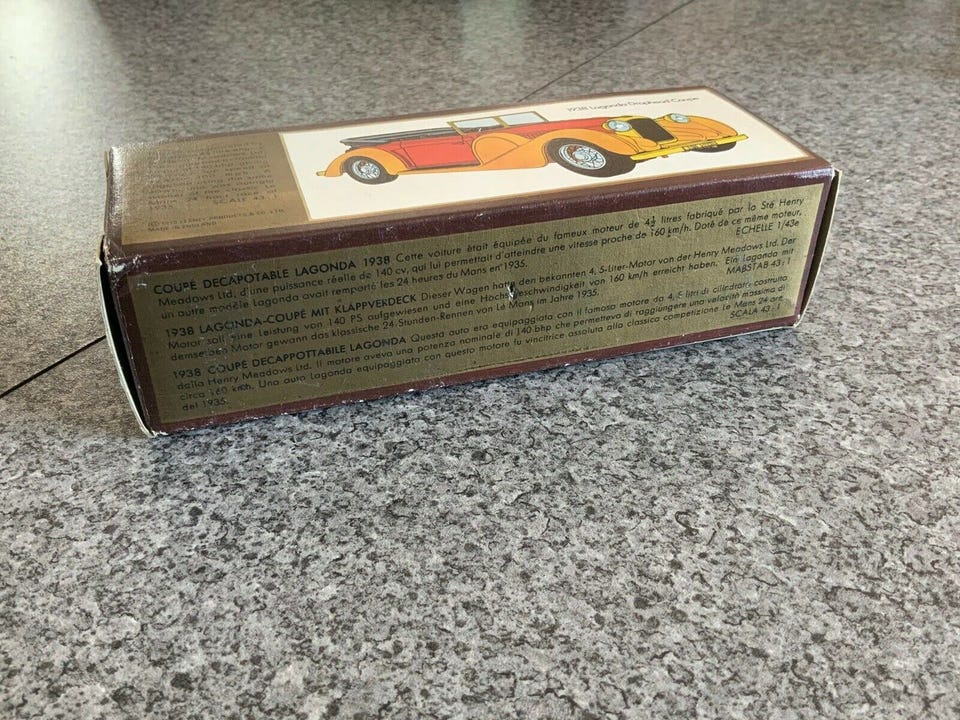 1938 Lagonda Drophead Coupe
SCALE 43:1
MADE IN ENGLAND
COUPE DECAPOTABLE LAGONDA 1938 Cette voiture était équipée du fameux moteur de 4½ litres fabriqué par la Sté Henry
Meadows Ltd, d'une puissance réelle de 140 cv, qui lui permettait d'atteindre une vitesse proche de 160 km/h. Doté de ce même moteur,
un autre modèle Lagonda avait remporté les 24 heures du Mans en 1935. ECHELLE 1/43e
1938 LAGONDA-COUPÉ MIT KLAPPVERDECK Dieser Wagen hatte den bekannten 4,5-Liter-Motor von der Henry Meadows Ltd. Der
Motor soll eine Leistung von 140 PS aufgewiesen und eine Höchstgeschwindigkeit von 160 km/h erreicht haben. Ein Lagonda mit
demselben Motor gewann das klassische 24-Stunden-Rennen von Le Mans im Jahre 1935. MABSTAB 43:1
1938 COUPE DECAPPOTTABILE LAGONDA Questa auto era equipaggiata con il famoso motore da 4,5 litri di cilindrata costruito
dalla Henry Meadows Ltd. Il motore aveva una potenza nominale di 140 bhp che permetteva di raggiungere una velocità massima di
circa 160 kmh. Una auto Lagonda equipaggiata con questo motore fu vincitrice assoluta alla classica competizione Le Mans 24 ore
del 1935. SCALA 43:1